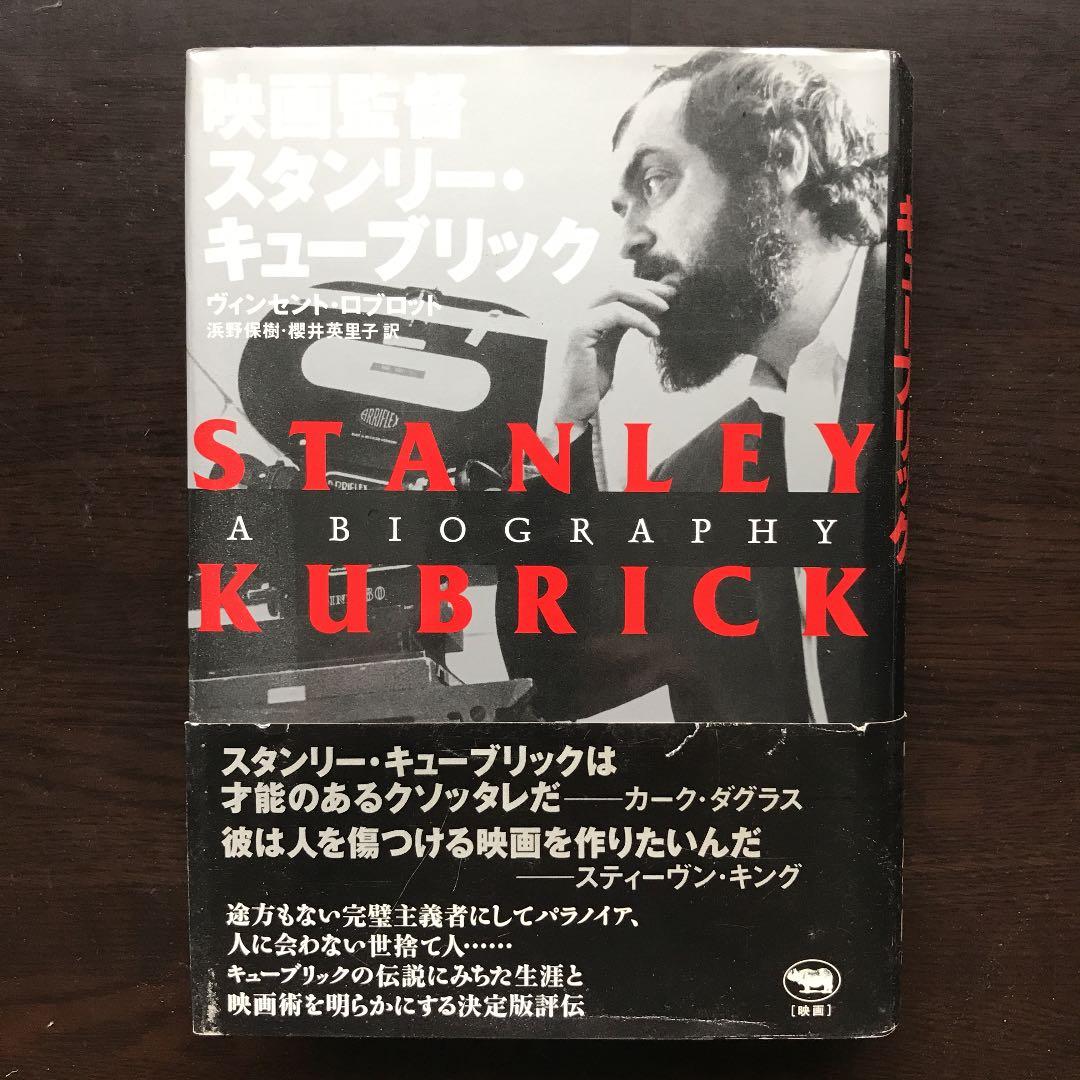 映画監督
スタンリー・
キューブリック
ヴィンセント・ロブロット
浜野保樹・櫻井英里子 訳
ARRIFLEX
STANLEY
A BIOGRAPHY
KUBRICK
キューブリック
スタンリー・キューブリックは
才能のあるクソッタレだ――カーク・ダグラス
彼は人を傷つける映画を作りたいんだ
――スティーヴン・キング
途方もない完璧主義者にしてパラノイア、
人に会わない世捨て人……
キューブリックの伝説にみちた生涯と
映画術を明らかにする決定版評伝
[映画]